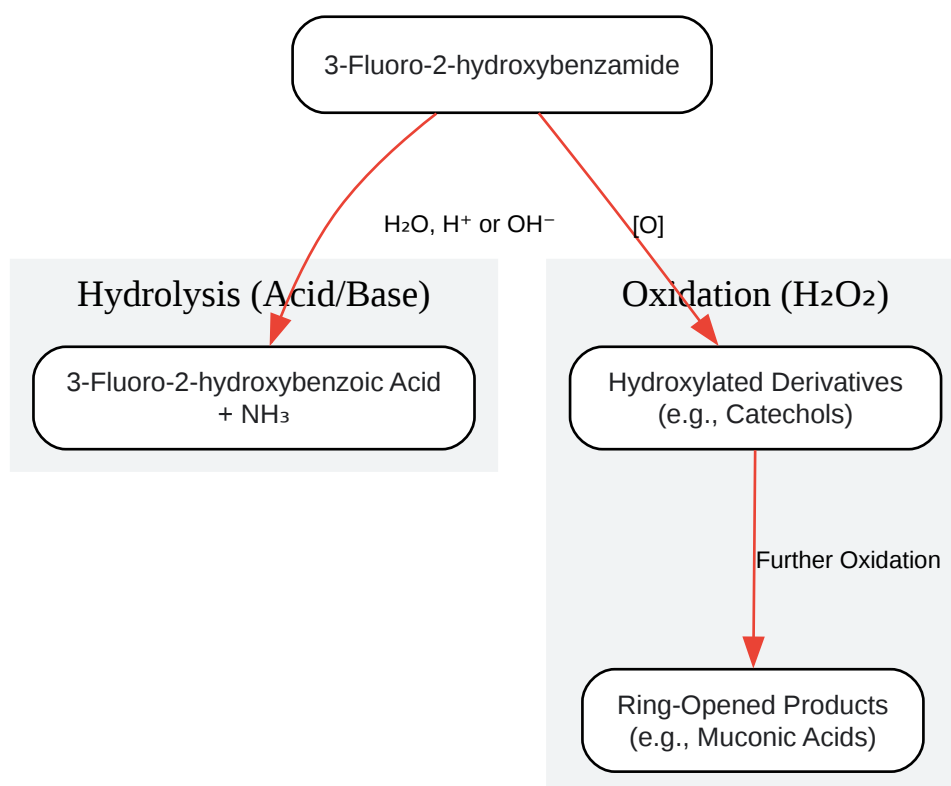 3-Fluoro-2-hydroxybenzamide
H₂O, H⁺ or OH⁻
[O]
Hydrolysis (Acid/Base)
3-Fluoro-2-hydroxybenzoic Acid
+ NH₃
Oxidation (H₂O₂)
Hydroxylated Derivatives
(e.g., Catechols)
Further Oxidation
Ring-Opened Products
(e.g., Muconic Acids)